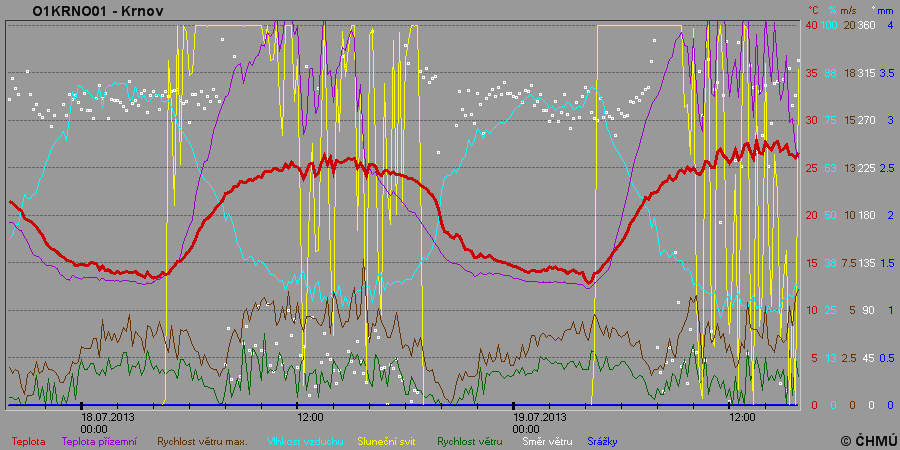 O1KRNO01 - Krnov
°C % m/s ° mm
40 100 20 360 4
35 88 18 315 3.5
30 75 15 270 3
25 63 13 225 2.5
20 50 10 180 2
15 38 7.5 135 1.5
10 25 5 90 1
5 13 2.5 45 0.5
0 0 0 0 0
18.07.2013 12:00 19.07.2013 12:00
00:00 00:00
Teplota Teplota přízemní Rychlost větru max. Vlhkost vzduchu Sluneční svit Rychlost větru Směr větru Srážky © ČHMÚ